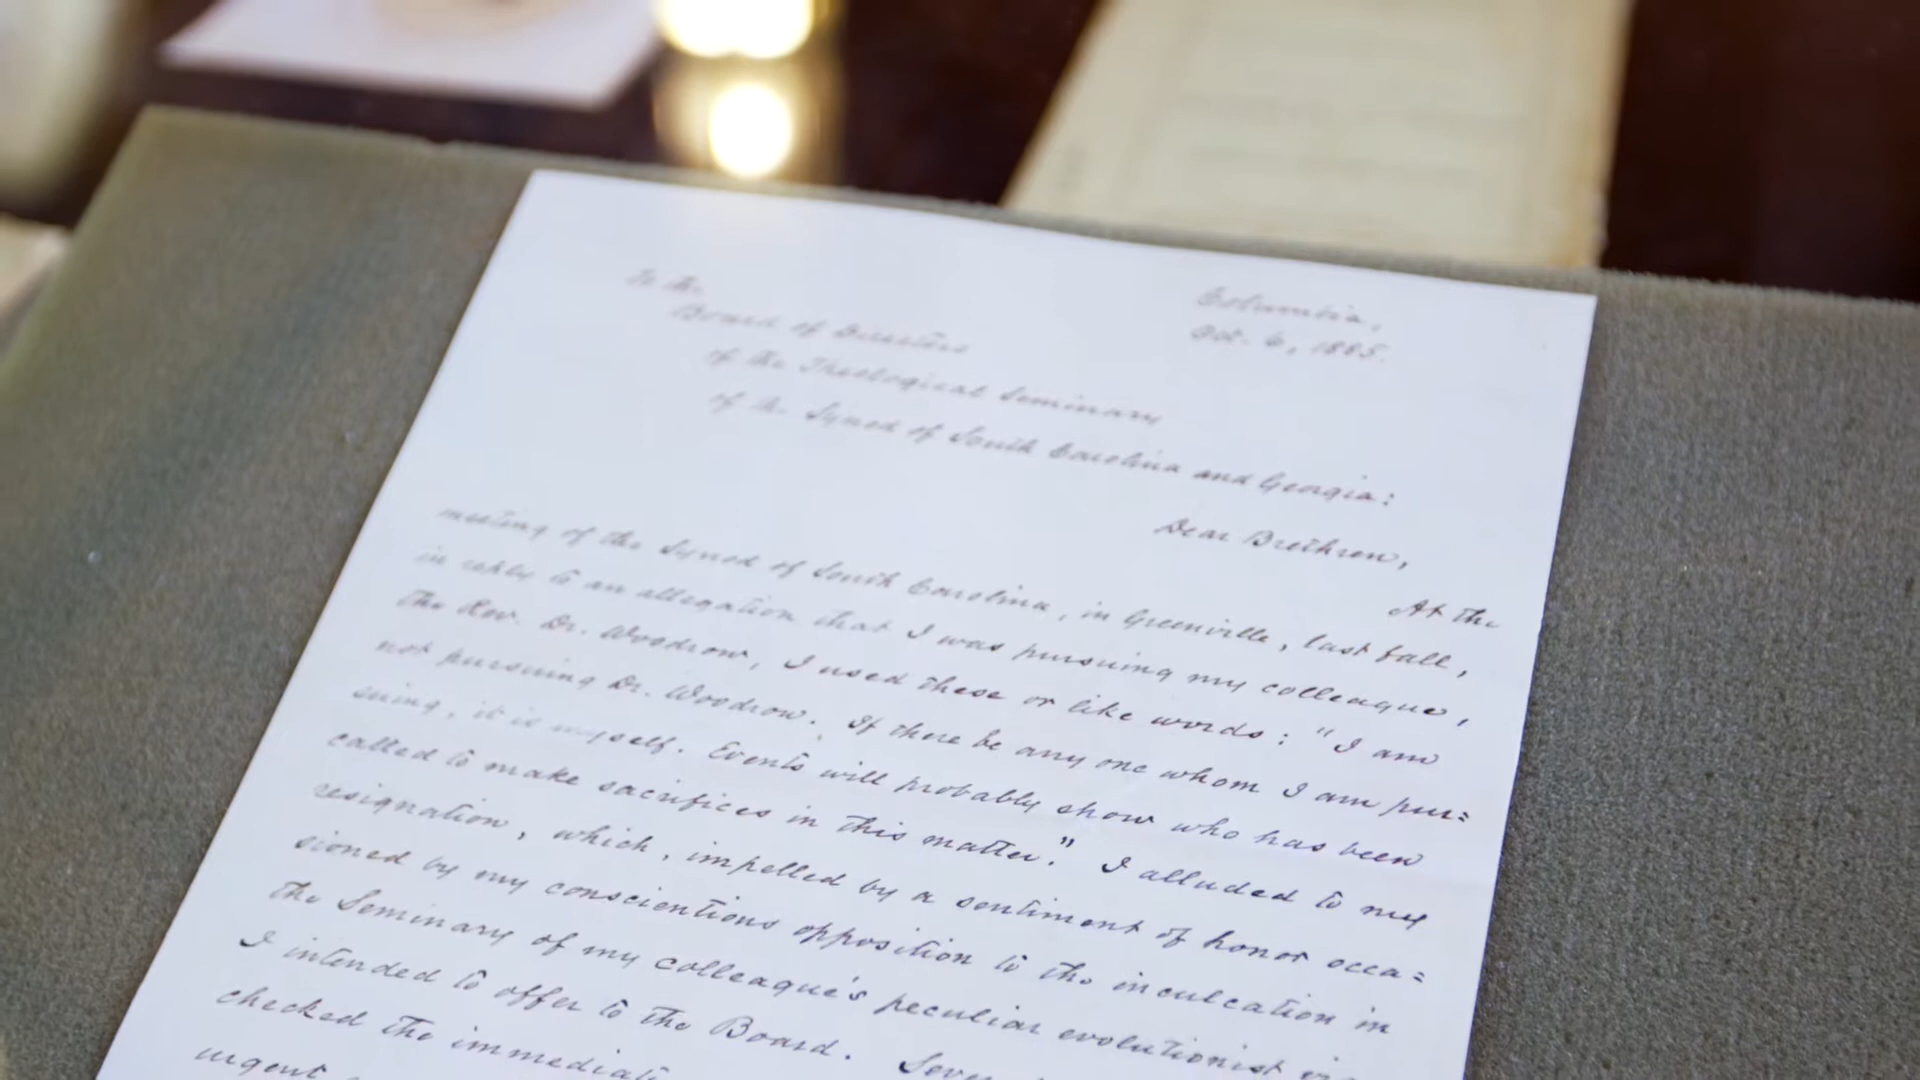 Columbia,
Oct. 6, 1885.
To the
Board of Directors
of the Theological Seminary
of the Synod of South Carolina and Georgia:
Dear Brethren,
At the
meeting of the Synod of South Carolina, in Greenville, last fall,
in reply to an allegation that I was pursuing my colleague,
the Rev. Dr. Woodrow, I used these or like words: "I am
not pursuing Dr. Woodrow. If there be any one whom I am pur=
suing, it is myself. Events will probably show who has been
called to make sacrifices in this matter." I alluded to my
resignation, which, impelled by a sentiment of honor occa=
sioned by my conscientious opposition to the inculcation in
the Seminary of my colleague's peculiar evolutionist
I intended to offer to the Board.
checked the immediate
urgent